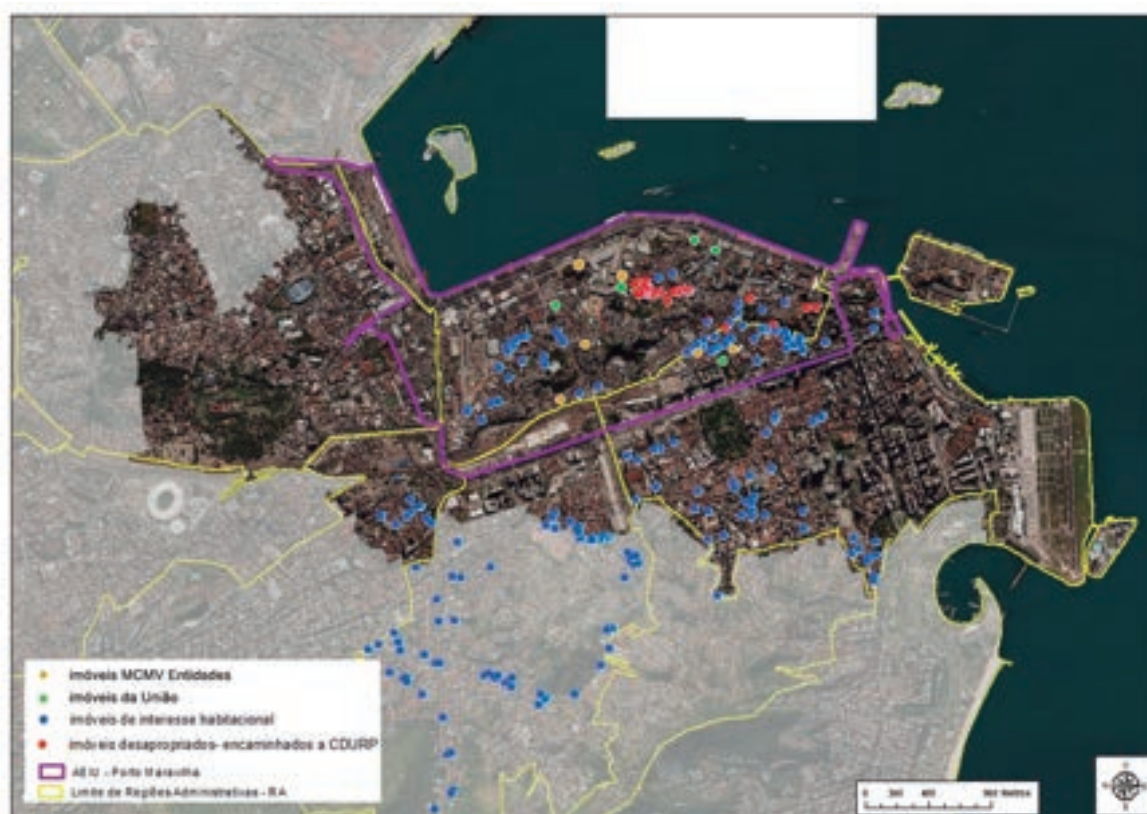 imóveis MCMV Entidades
imóveis da União
imóveis de interesse habitacional
imóveis desapropriados- encaminhados a CDURP
AEIU - Porto Maravilha
Limite de Regiões Administrativas - RA
0